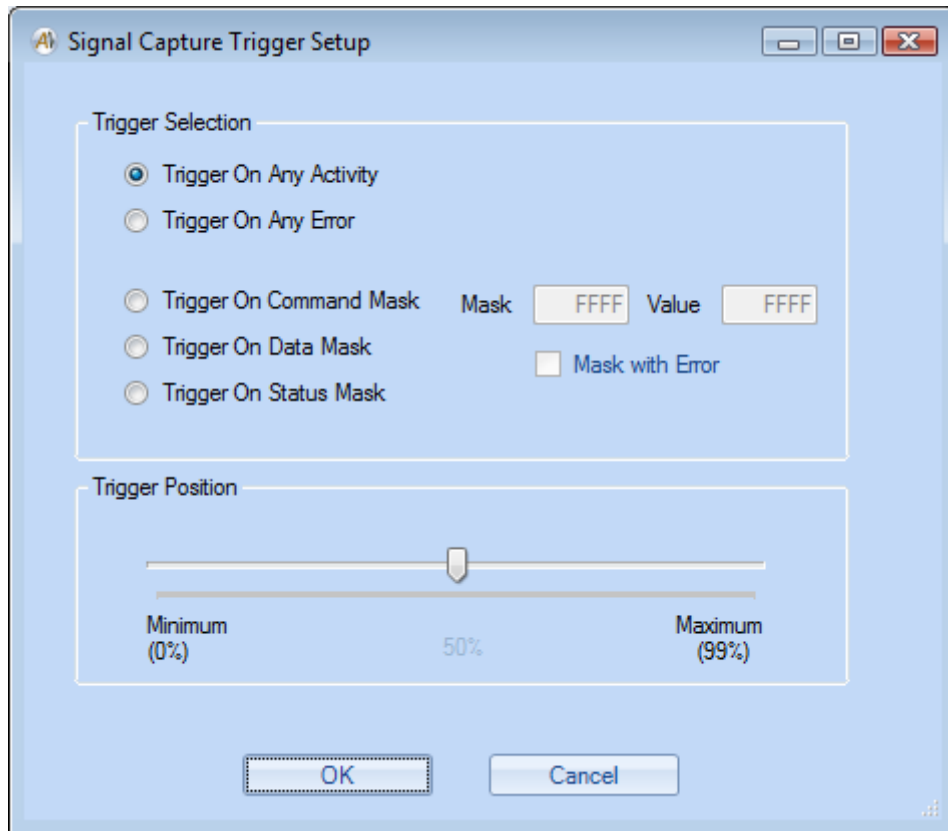 Signal Capture Trigger Setup
Trigger Selection
Trigger On Any Activity
Trigger On Any Error
Trigger On Command Mask Mask FFFF Value FFFF
Trigger On Data Mask
Mask with Error
Trigger On Status Mask
Trigger Position
Minimum
(0%)
50%
Maximum
(99%)
OK Cancel